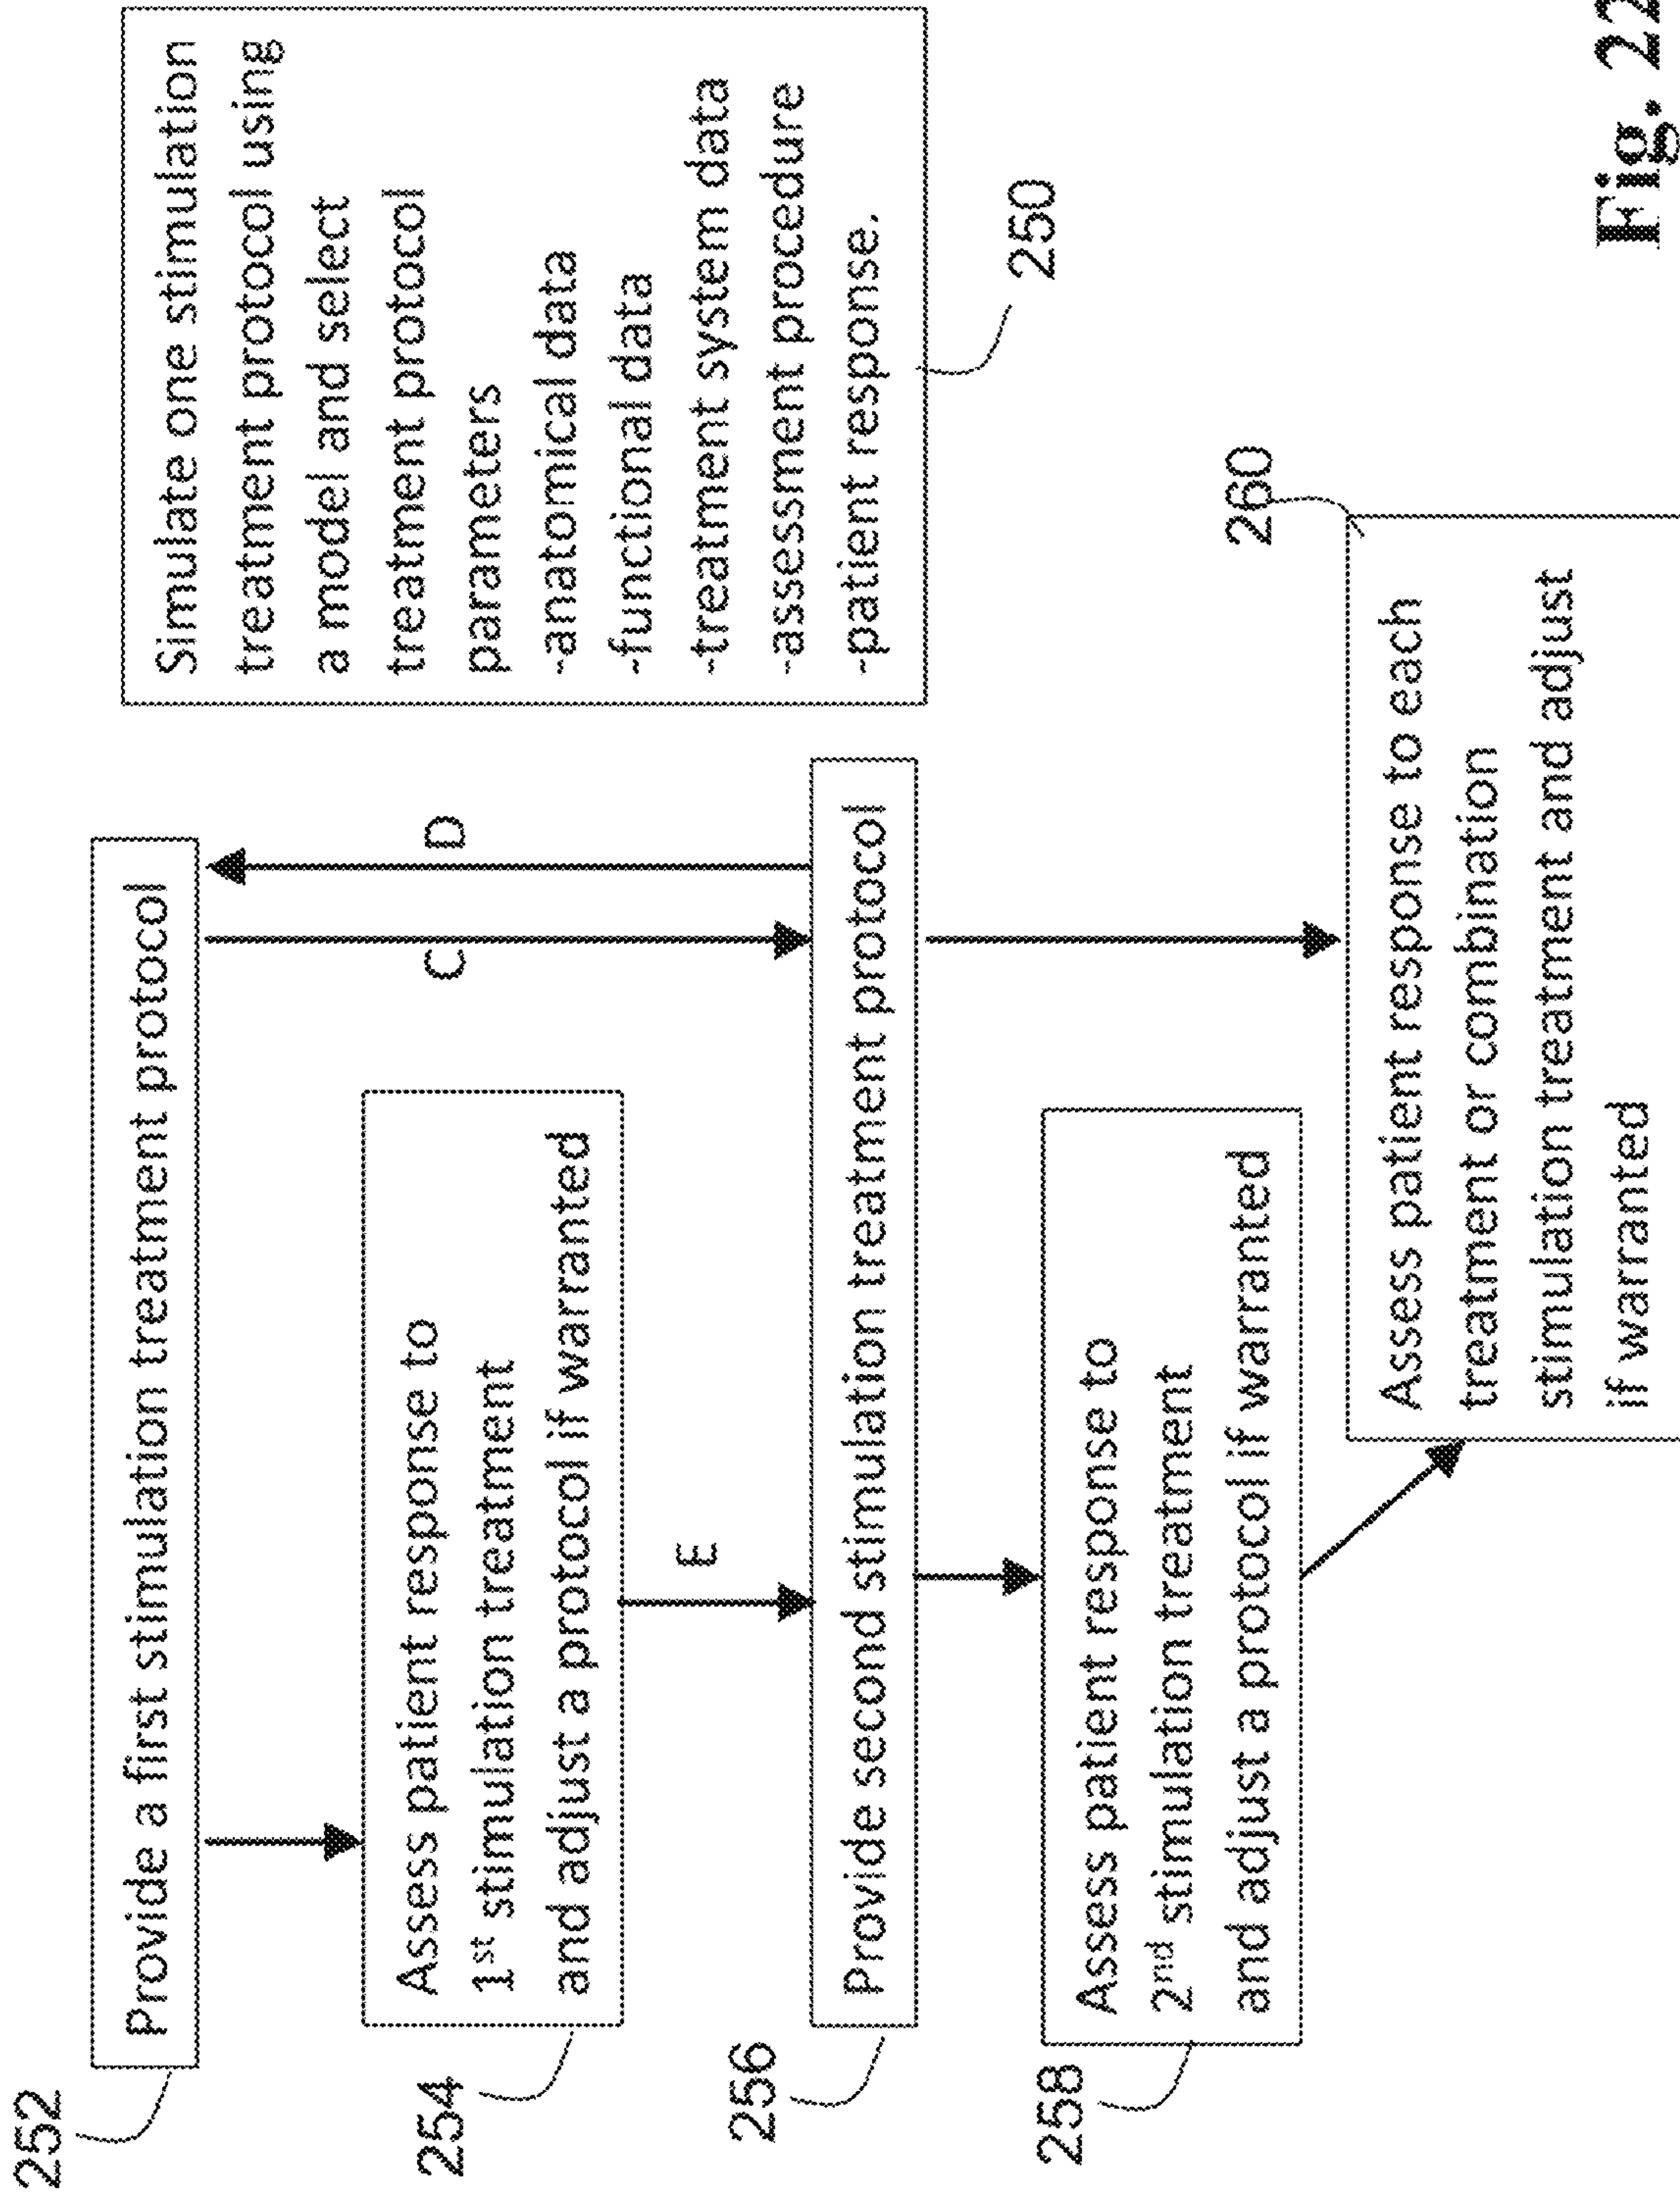 252
Provide a first stimulation treatment protocol
254
Assess patient response to
1st stimulation treatment
and adjust a protocol if warranted
C
D
E
256
Provide second stimulation treatment protocol
258
Assess patient response to
2nd stimulation treatment
and adjust a protocol if warranted
Simulate one stimulation
treatment protocol using
a model and select
treatment protocol
parameters
-anatomical data
-functional data
-treatment system data
-assessment procedure
-patient response.
250
260
Assess patient response to each
treatment or combination
stimulation treatment and adjust
if warranted
Fig. 22